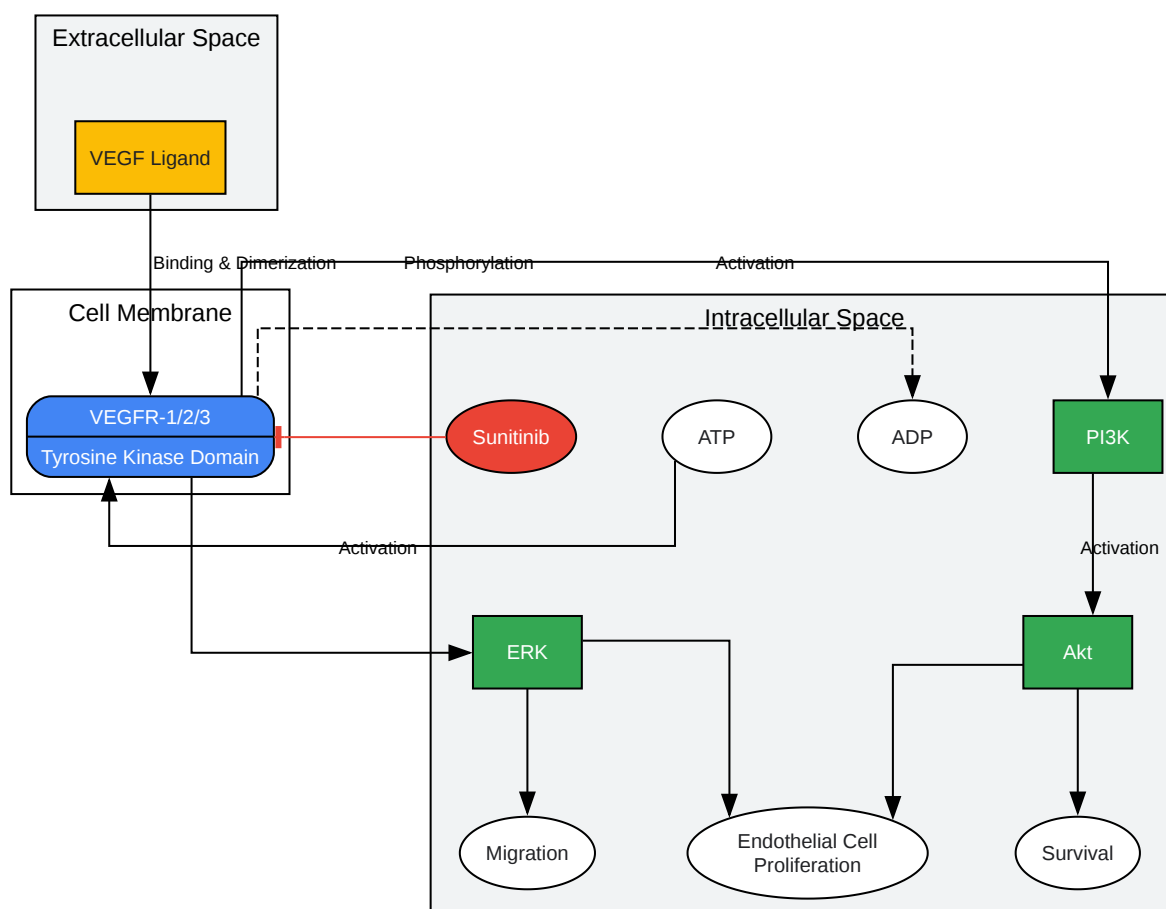 Extracellular Space
VEGF Ligand
Binding & Dimerization
Phosphorylation
Activation
Cell Membrane
Intracellular Space
VEGFR-1/2/3
Tyrosine Kinase Domain
Sunitinib
ATP
ADP
PI3K
Activation
Activation
ERK
Akt
Migration
Endothelial Cell
Proliferation
Survival